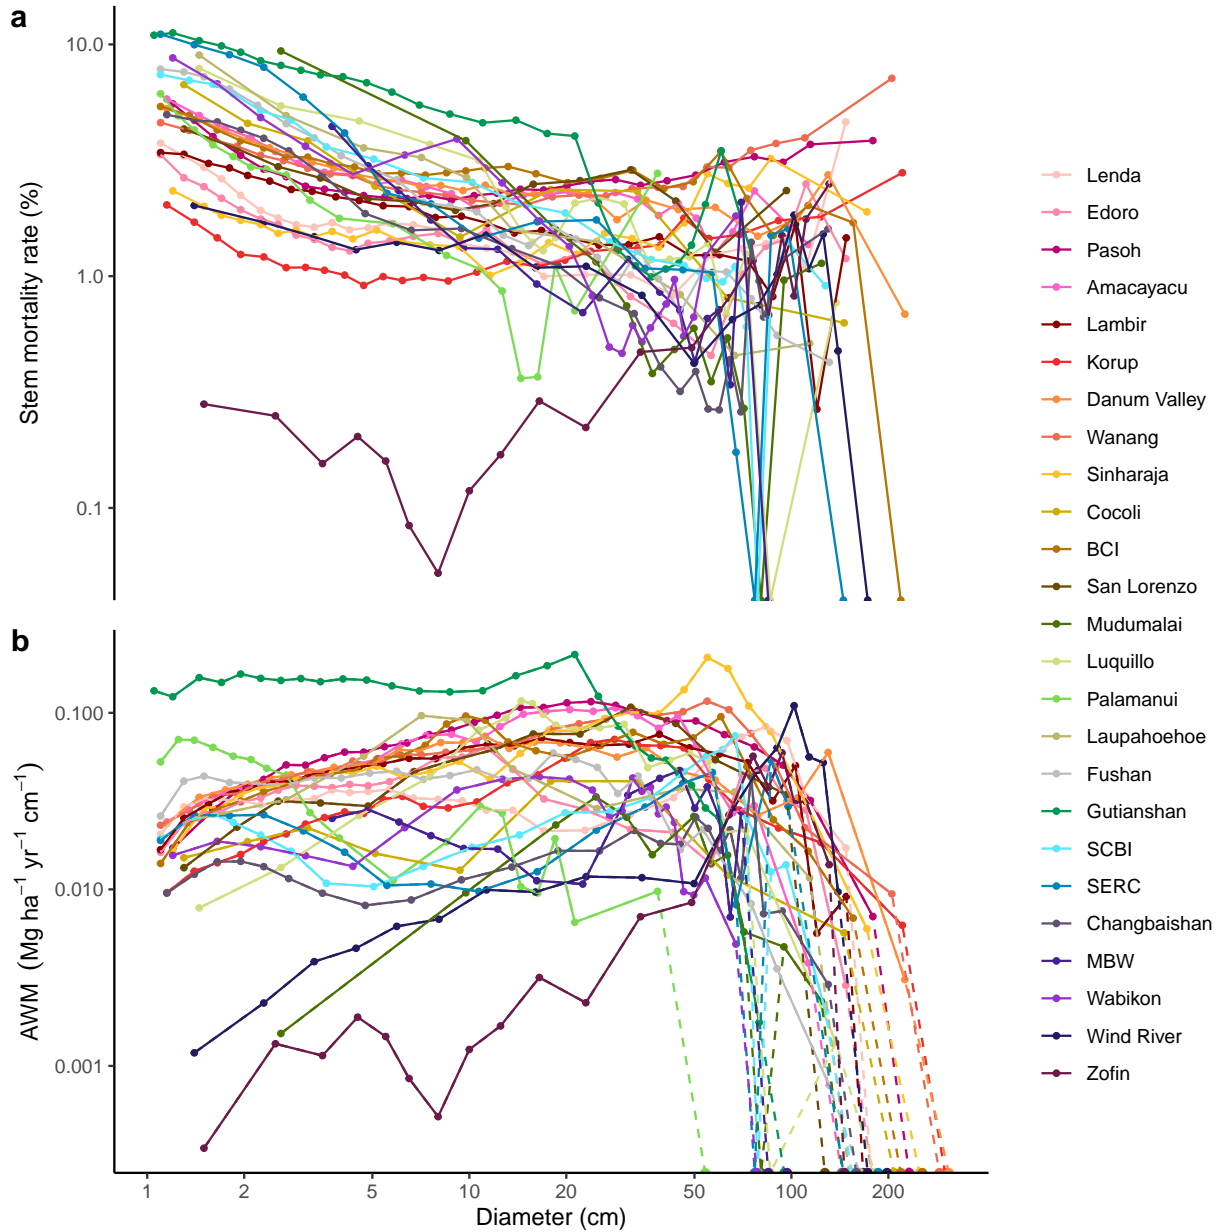 a
10.0
1.0
0.1
Stem mortality rate (%)
b
0.100
0.010
0.001
AWM (Mg ha⁻¹ yr⁻¹ cm⁻¹)
1 2 5 10 20 50 100 200
Diameter (cm)
Lenda
Edoro
Pasoh
Amacayacu
Lambir
Korup
Danum Valley
Wanang
Sinharaja
Cocoli
BCI
San Lorenzo
Mudumalai
Luquillo
Palamanui
Laupahoehoe
Fushan
Gutianshan
SCBI
SERC
Changbaishan
MBW
Wabikon
Wind River
Zofin